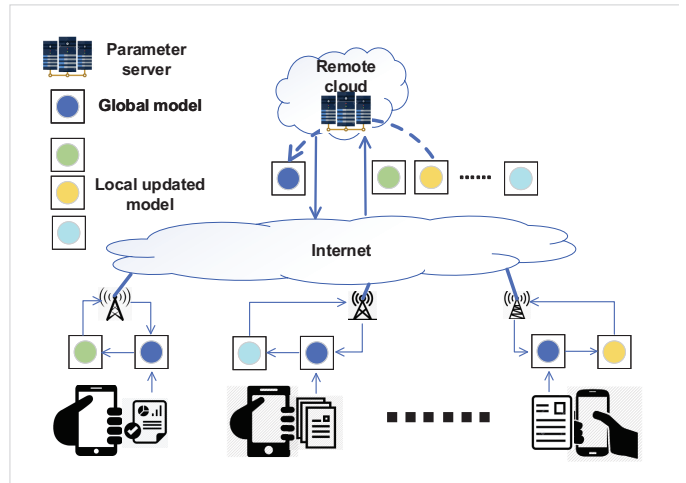 Parameter
server
Remote
cloud
Global model
Local updated
model
Internet